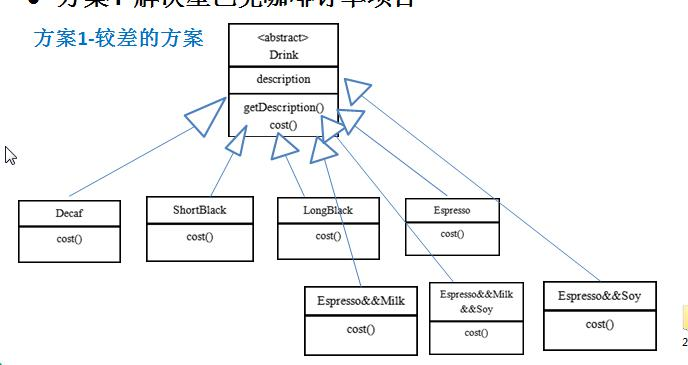 方案1-较差的方案
<abstract>
Drink
description
getDescription()
cost()
Decaf
cost()
ShortBlack
cost()
LongBlack
cost()
Espresso
cost()
Espresso&&Milk
cost()
Espresso&&Milk
&&Soy
cost()
Espresso&&Soy
cost()
2